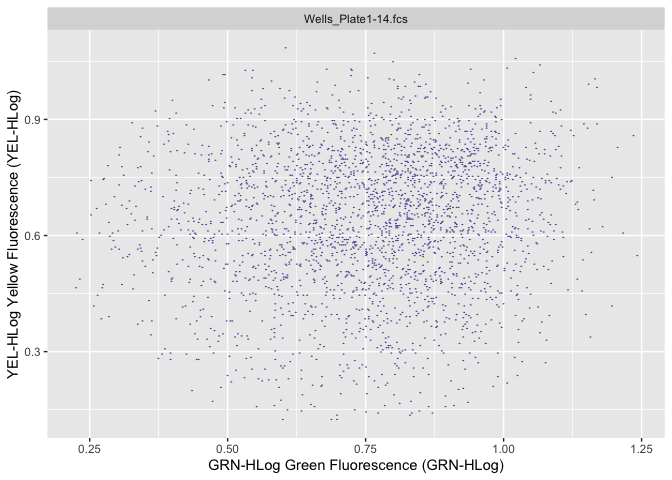 Wells_Plate1-14.fcs
YEL-HLog Yellow Fluorescence (YEL-HLog)
0.9
0.6
0.3
0.25 0.50 0.75 1.00 1.25
GRN-HLog Green Fluorescence (GRN-HLog)